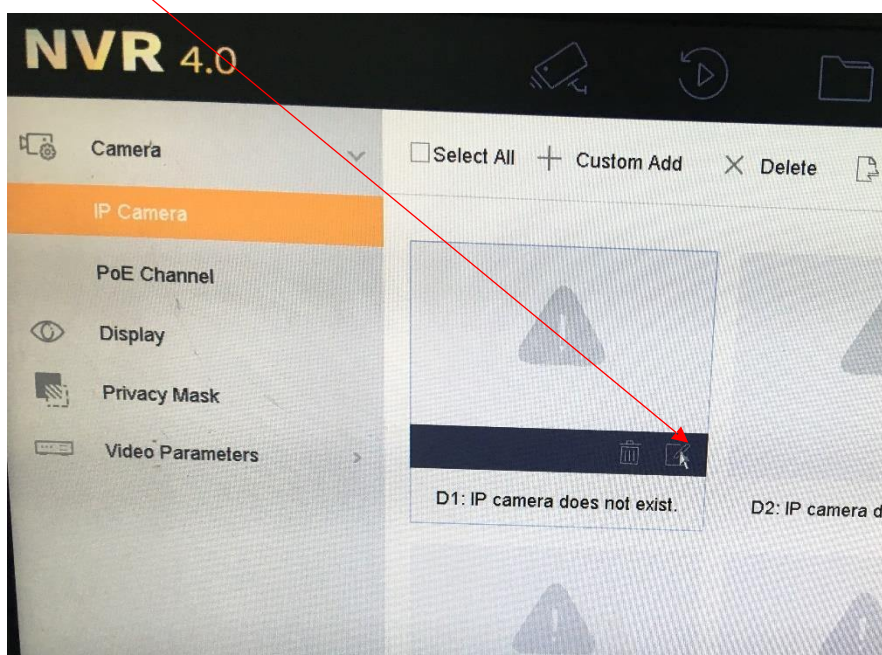 NVR 4.0
Camera
Select All
Custom Add
Delete
IP Camera
PoE Channel
Display
Privacy Mask
Video Parameters
D1: IP camera does not exist.
D2: IP camera d